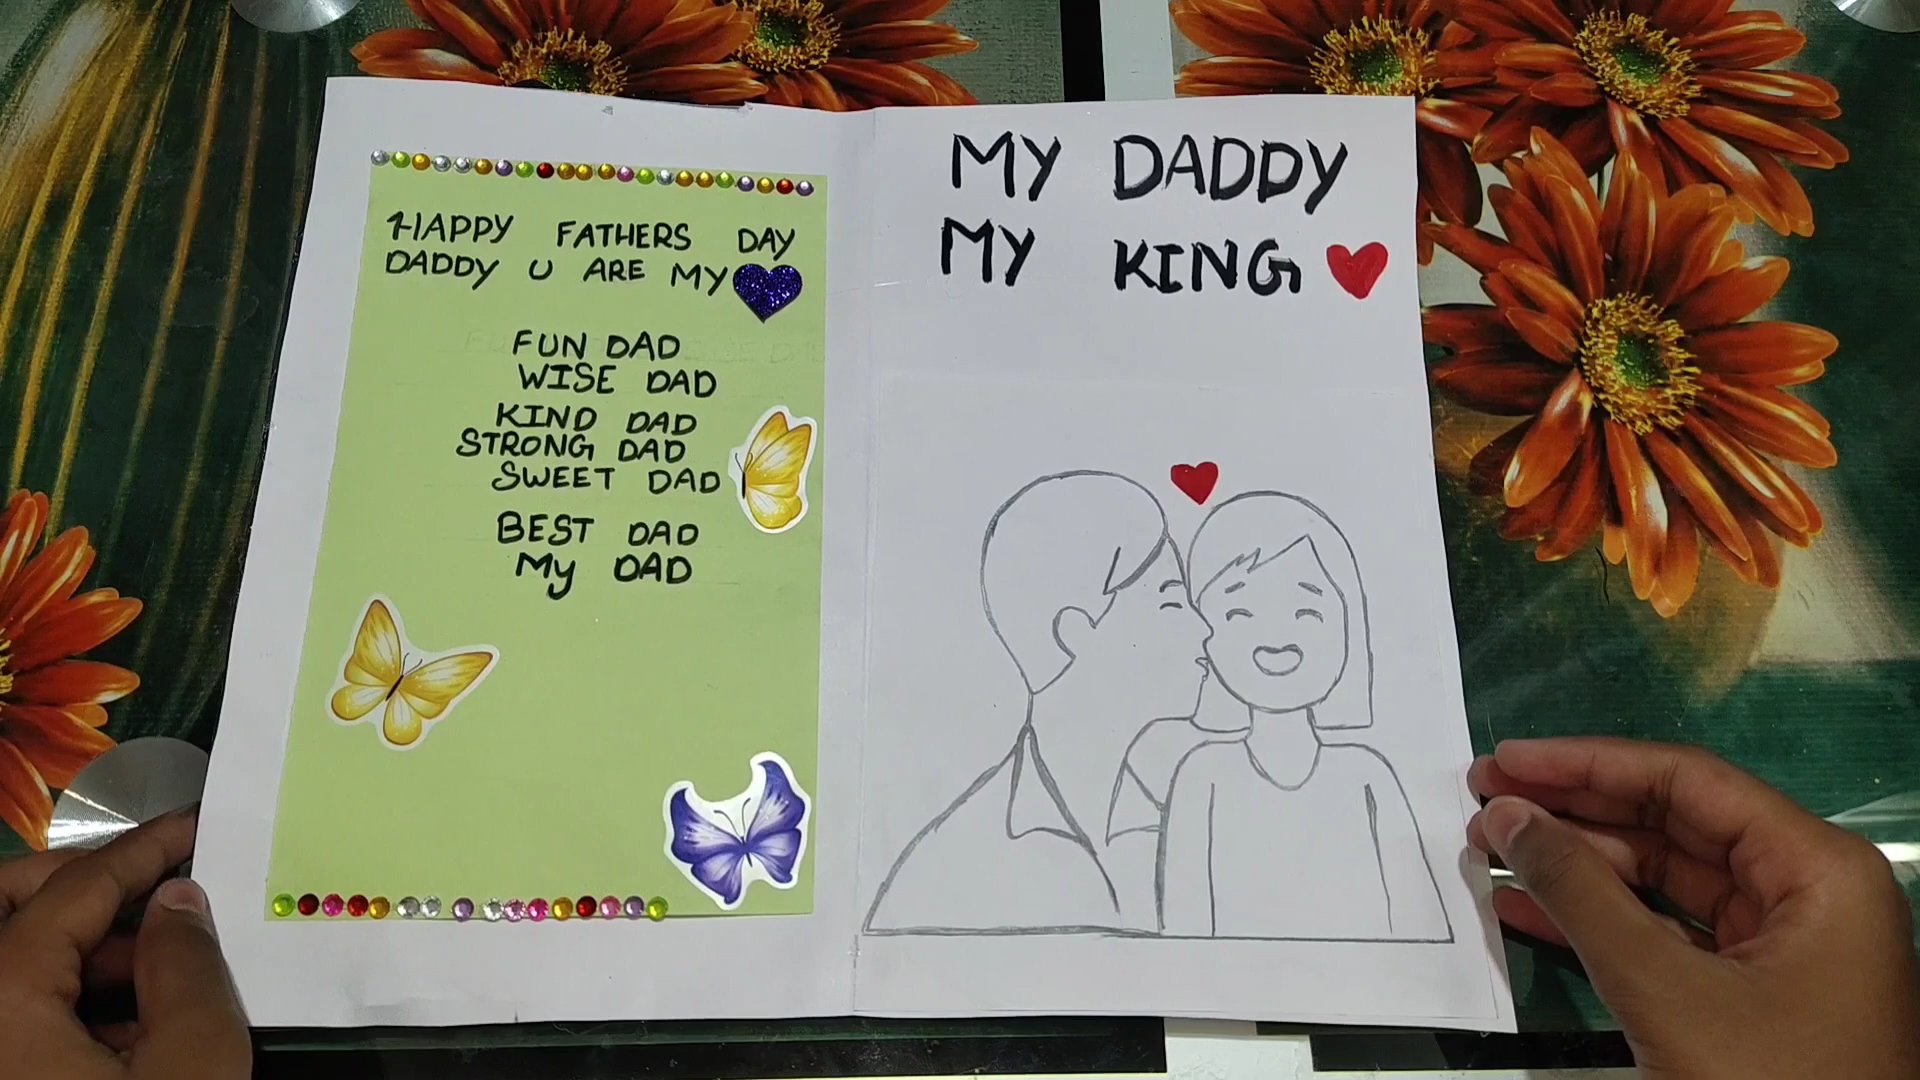 HAPPY FATHERS DAY
DADDY U ARE MY
FUN DAD
WISE DAD
KIND DAD
STRONG DAD
SWEET DAD
BEST DAD
My DAD
MY DADDY
MY KING